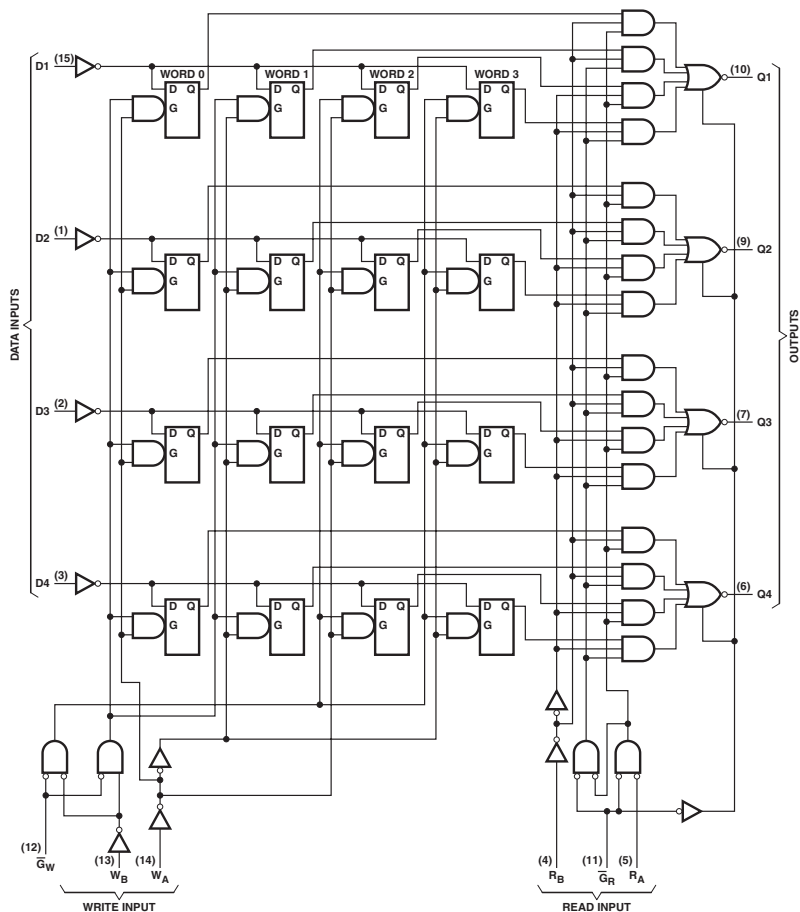 D1 (15)
WORD 0 WORD 1 WORD 2 WORD 3
D Q D Q D Q D Q
G G G G
(10) Q1
D2 (1)
D Q D Q D Q D Q
G G G G
(9) Q2
DATA INPUTS
OUTPUTS
D3 (2)
D Q D Q D Q D Q
G G G G
(7) Q3
D4 (3)
D Q D Q D Q D Q
G G G G
(6) Q4
(12) (13) (14) (4) (11) (5)
G̅W WB WA RB G̅R RA
WRITE INPUT READ INPUT